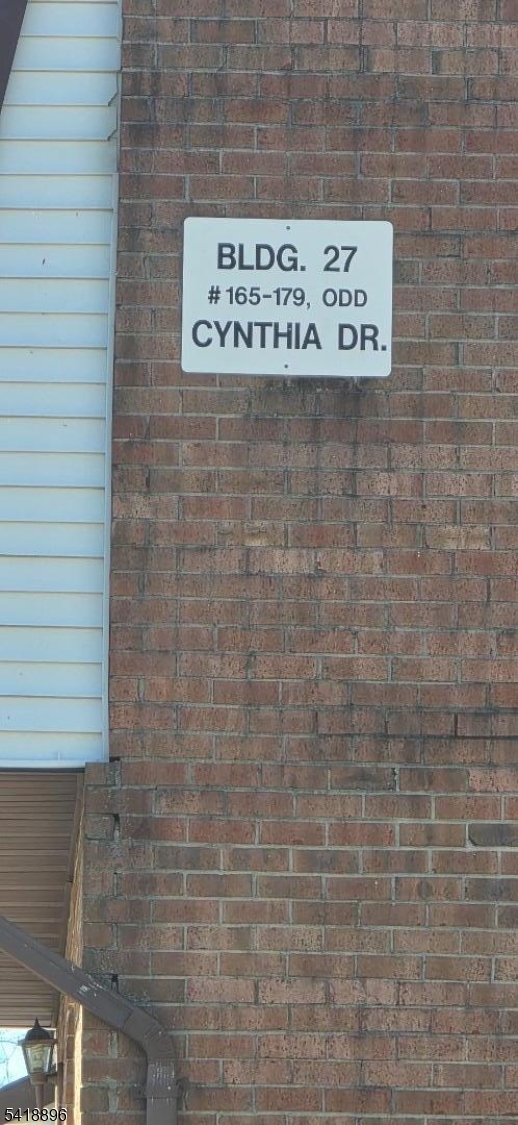 BLDG. 27
# 165-179, ODD
CYNTHIA DR.
5418896